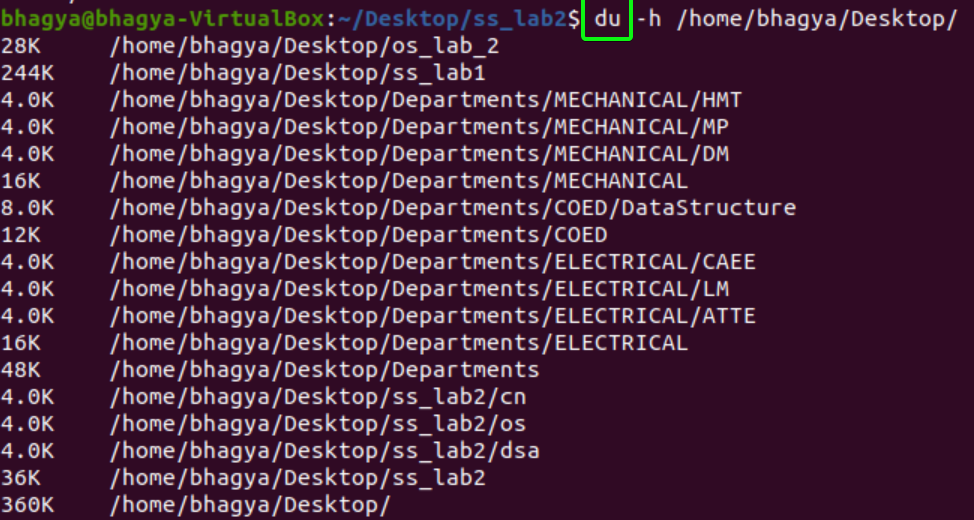 bhagya@bhagya-VirtualBox:~/Desktop/ss_lab2$ du -h /home/bhagya/Desktop/
28K /home/bhagya/Desktop/os_lab_2
244K /home/bhagya/Desktop/ss_lab1
4.0K /home/bhagya/Desktop/Departments/MECHANICAL/HMT
4.0K /home/bhagya/Desktop/Departments/MECHANICAL/MP
4.0K /home/bhagya/Desktop/Departments/MECHANICAL/DM
16K /home/bhagya/Desktop/Departments/MECHANICAL
8.0K /home/bhagya/Desktop/Departments/COED/DataStructure
12K /home/bhagya/Desktop/Departments/COED
4.0K /home/bhagya/Desktop/Departments/ELECTRICAL/CAEE
4.0K /home/bhagya/Desktop/Departments/ELECTRICAL/LM
4.0K /home/bhagya/Desktop/Departments/ELECTRICAL/ATTE
16K /home/bhagya/Desktop/Departments/ELECTRICAL
48K /home/bhagya/Desktop/Departments
4.0K /home/bhagya/Desktop/ss_lab2/cn
4.0K /home/bhagya/Desktop/ss_lab2/os
4.0K /home/bhagya/Desktop/ss_lab2/dsa
36K /home/bhagya/Desktop/ss_lab2
360K /home/bhagya/Desktop/